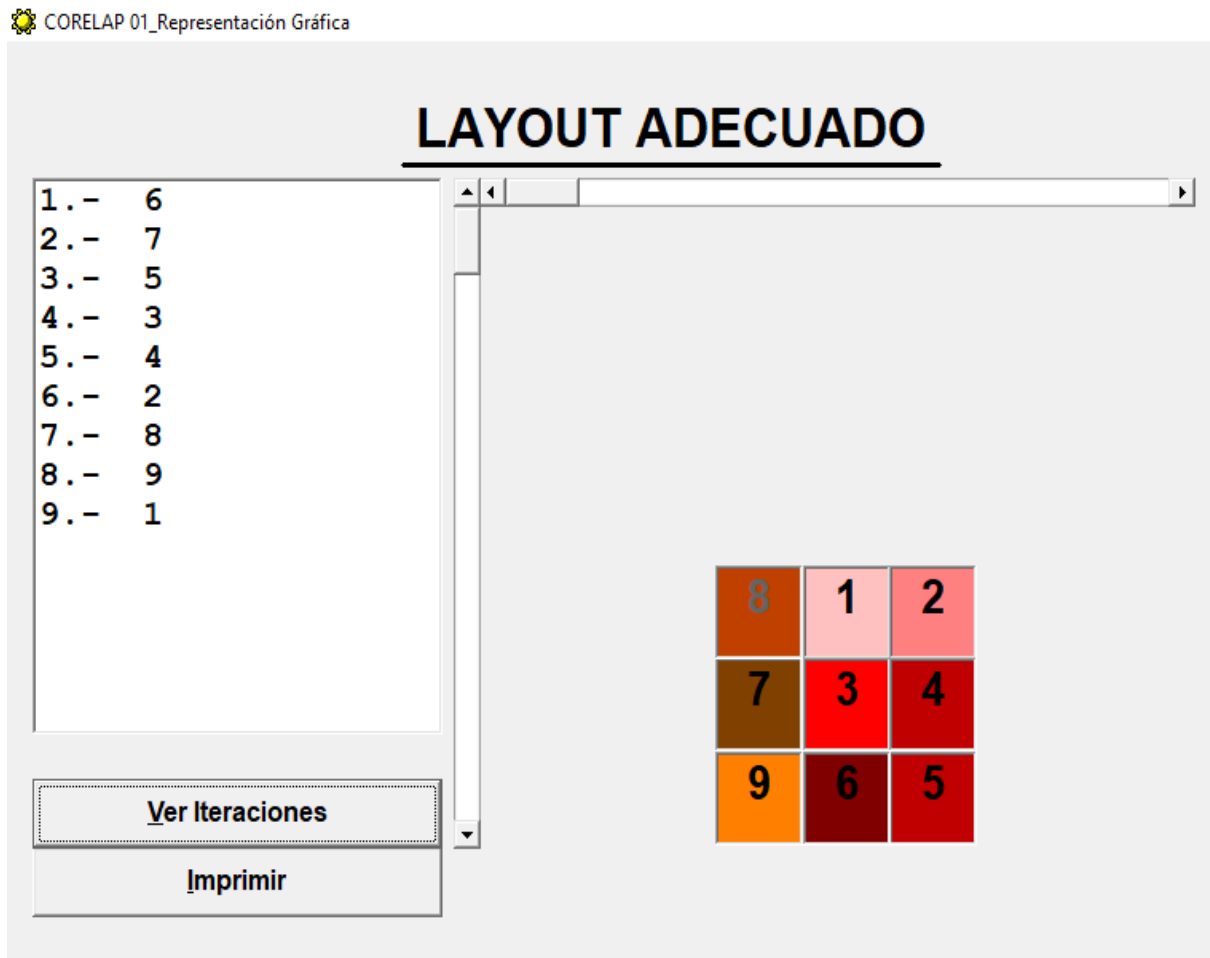 CORELAP 01_Representación Gráfica
LAYOUT ADECUADO
1.- 6
2.- 7
3.- 5
4.- 3
5.- 4
6.- 2
7.- 8
8.- 9
9.- 1
8 1 2
7 3 4
9 6 5
Ver Iteraciones
Imprimir